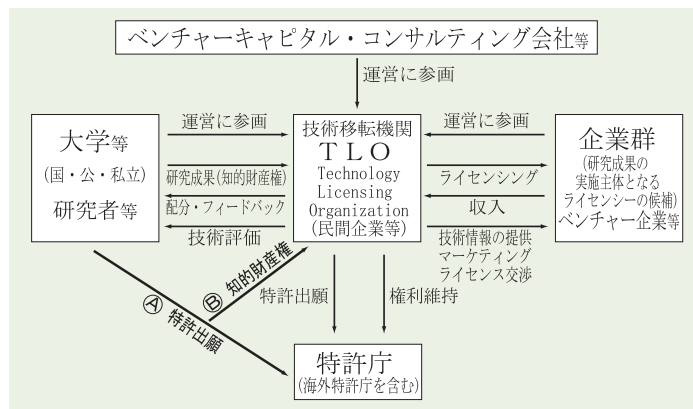 ベンチャーキャピタル・コンサルティング会社等
運営に参画
大学等
(国・公・私立)
研究者等
運営に参画
研究成果(知的財産権)
配分・フィードバック
技術評価
技術移転機関
TLO
Technology
Licensing
Organization
(民間企業等)
運営に参画
ライセンシング
収入
技術情報の提供
マーケティング
ライセンス交渉
企業群
(研究成果の
実施主体となる
ライセンシーの候補)
ベンチャー企業等
Ⓐ 特許出願
Ⓑ 知的財産権
特許出願
権利維持
特許庁
(海外特許庁を含む)